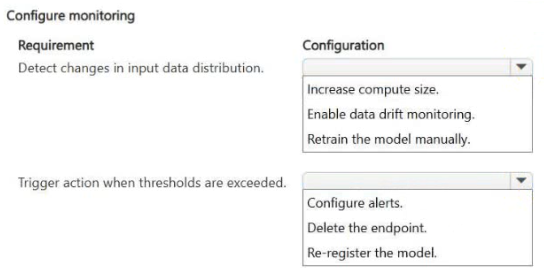 Configure monitoring
Requirement Configuration
Detect changes in input data distribution.
Increase compute size.
Enable data drift monitoring.
Retrain the model manually.
Trigger action when thresholds are exceeded.
Configure alerts.
Delete the endpoint.
Re-register the model.